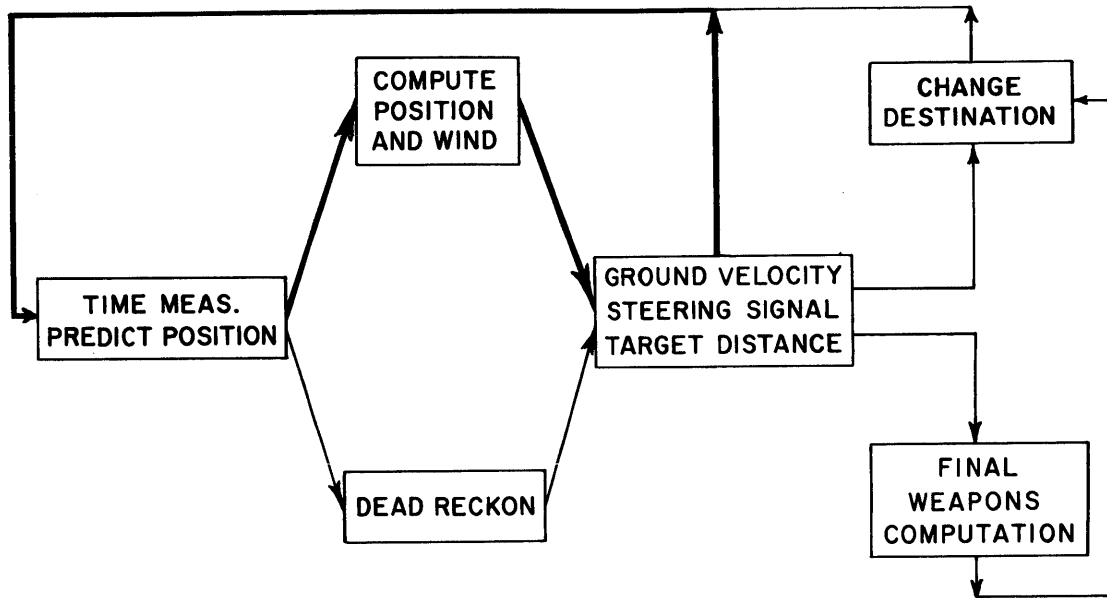 COMPUTE
POSITION
AND WIND
CHANGE
DESTINATION
TIME MEAS.
PREDICT POSITION
GROUND VELOCITY
STEERING SIGNAL
TARGET DISTANCE
DEAD RECKON
FINAL
WEAPONS
COMPUTATION